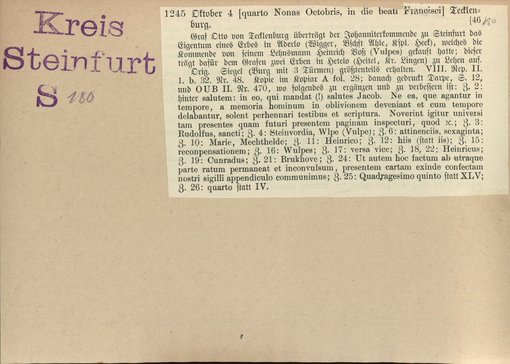 Kreis
Steinfurt
S 180
1245 Oktober 4 [quarto Nonas Octobris, in die beati Francisci] Tecklen-
burg. [46
180
Graf Otto von Tecklenburg überträgt der Johanniterkommende zu Steinfurt das
Eigentum eines Erbes in Aderlo (Bigger, Bschft Ahle, Kspl. Heek), welches die
Kommende von seinem Lehnsmann Heinrich Voß (Vulpes) gekauft hatte; dieser
trägt dafür dem Grafen zwei Erben in Hetelo (Heitel, Kr. Lingen) zu Lehen auf.
Orig. Siegel (Burg mit 3 Türmen) größtenteils erhalten. VIII. Rep. II.
1. b. 32. Nr. 48. Kopie im Kopiar A fol. 28; danach gedruckt Darpe, S. 12,
und OUB II. Nr. 470, wo folgendes zu ergänzen und zu verbessern ist: Z. 2:
hinter salutem: in eo, qui mandat (!) salutes Jacob. Ne ea, que aguntur in
tempore, a memoria hominum in oblivionem deveniant et cum tempore
delabantur, solent perhennari testibus et scriptura. Noverint igitur universi
tam presentes quam futuri presentem paginam inspecturi, quod ꝛc.; Z. 3:
Rudolfus, sancti; Z. 4: Steinvordia, Wlpe (Vulpe); Z. 6: attinenciis, sexaginta;
Z. 10: Marie, Mechthelde; Z. 11: Heinrico; Z. 12: hiis (statt iis); Z. 15:
recompensationem; Z. 16: Wulpes; Z. 17: versa vice; Z. 18, 22: Heinricus;
Z. 19: Cunradus; Z. 21: Brukhove; Z. 24: Ut autem hoc factum ab utraque
parte ratum permaneat et inconvulsum, presentem cartam exinde confectam
nostri sigilli appendiculo communimus; Z. 25: Quadragesimo quinto statt XLV;
Z. 26: quarto statt IV.